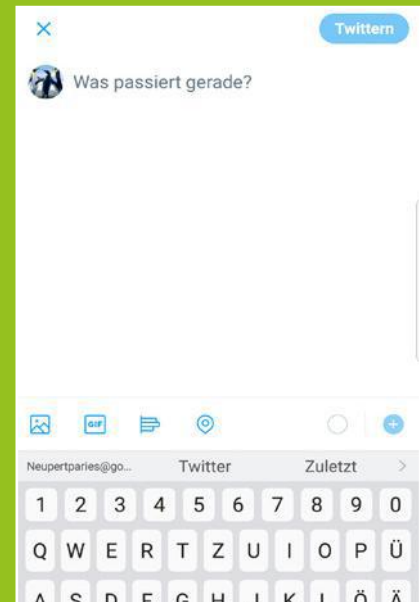 Twittern
Was passiert gerade?
GIF
Neupertparies@go... Twitter Zuletzt
1 2 3 4 5 6 7 8 9 0
Q W E R T Z U I O P Ü
A S D F G H J K L Ö Ä